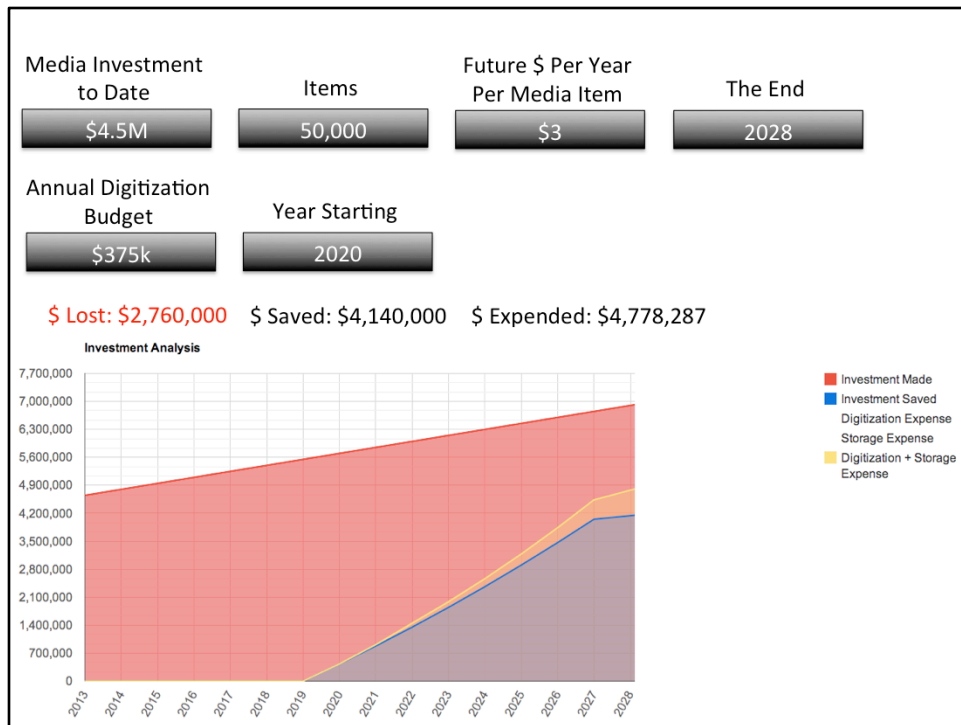 Media Investment
to Date
Items
Future $ Per Year
Per Media Item
The End
$4.5M
50,000
$3
2028
Annual Digitization
Budget
Year Starting
$375k
2020
$ Lost: $2,760,000 $ Saved: $4,140,000 $ Expended: $4,778,287
Investment Analysis
7,700,000
7,000,000
6,300,000
5,600,000
4,900,000
4,200,000
3,500,000
2,800,000
2,100,000
1,400,000
700,000
0
2013
2014
2015
2016
2017
2018
2019
2020
2021
2022
2023
2024
2025
2026
2027
2028
Investment Made
Investment Saved
Digitization Expense
Storage Expense
Digitization + Storage
Expense